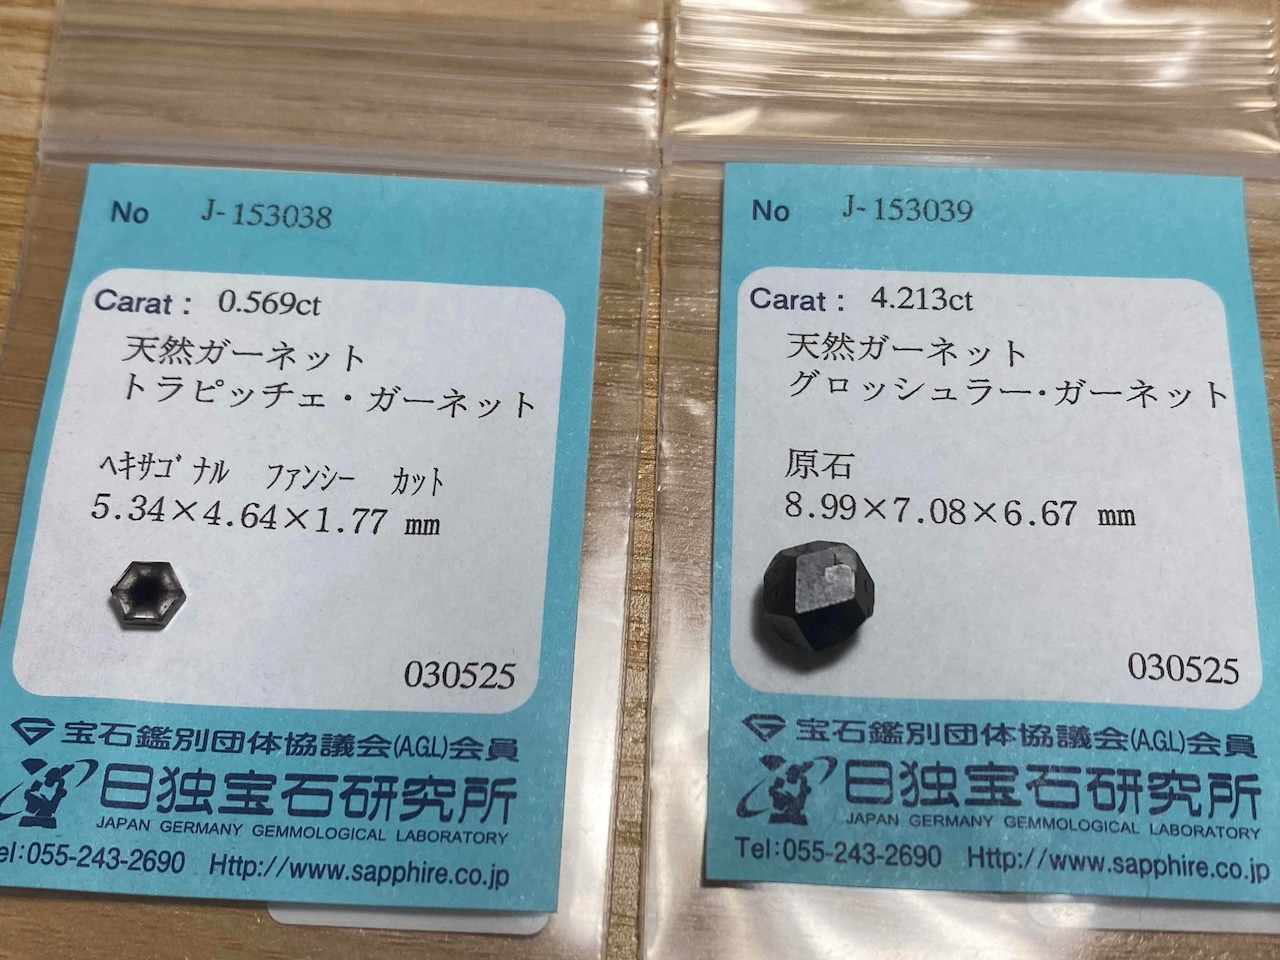 No J-153038
Carat: 0.569ct
天然ガーネット
トラピッチェ・ガーネット
ﾍｷｻｺﾞﾅﾙ ﾌｧﾝｼｰ ｶｯﾄ
5.34×4.64×1.77 ㎜
030525
宝石鑑別団体協議会(A.G.L)会員
日独宝石研究所
JAPAN GERMANY GEMMOLOGICAL LABORATORY
el:055-243-2690 Http://www.sapphire.co.jp
No J-153039
Carat: 4.213ct
天然ガーネット
グロッシュラー・ガーネット
原石
8.99×7.08×6.67 ㎜
030525
宝石鑑別団体協議会(A.G.L)会員
日独宝石研究所
JAPAN GERMANY GEMMOLOGICAL LABORATORY
Tel:055-243-2690 Http://www.sapphire.co.jp